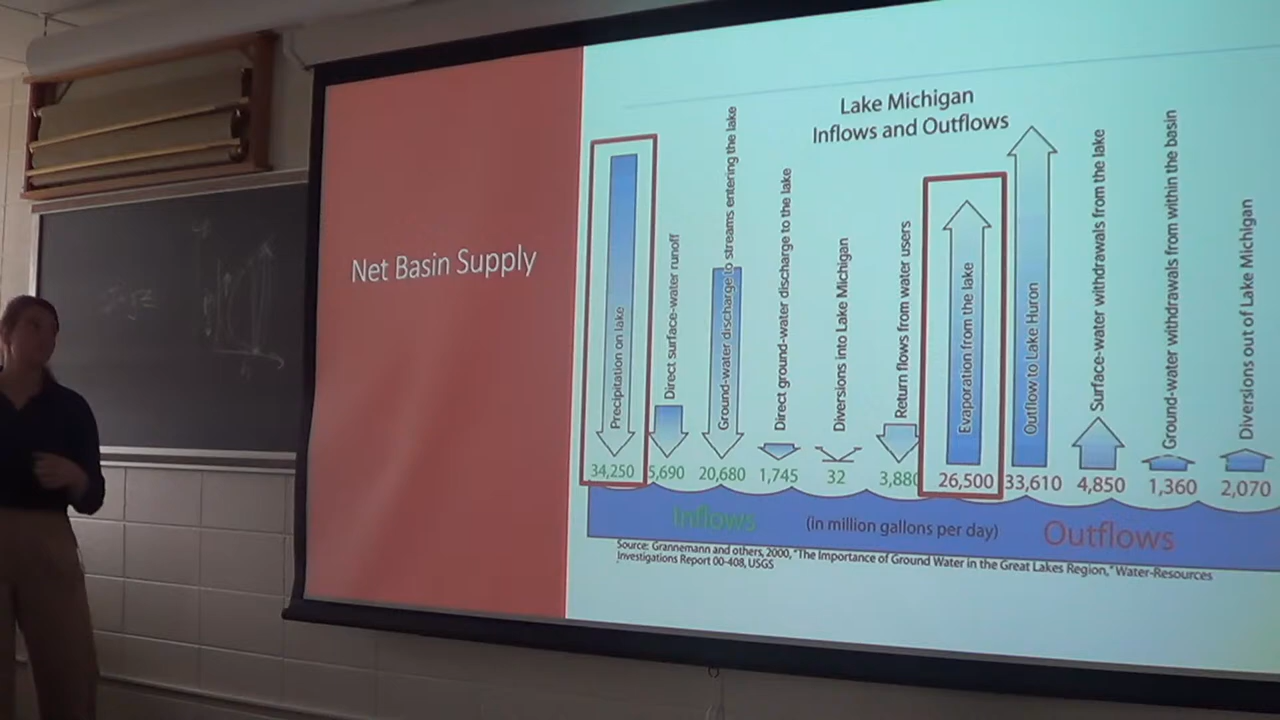 Net Basin Supply
Lake Michigan
Inflows and Outflows
Precipitation on lake
Direct surface-water runoff
Ground-water discharge to streams entering the lake
Direct ground-water discharge to the lake
Diversions into Lake Michigan
Return flows from water users
Evaporation from the lake
Outflow to Lake Huron
Surface-water withdrawals from the lake
Ground-water withdrawals from within the basin
Diversions out of Lake Michigan
34,250 5,690 20,680 1,745 32 3,880 26,500 33,610 4,850 1,360 2,070
Inflows (in million gallons per day) Outflows
Source: Grannemann and others, 2000, "The Importance of Ground Water in the Great Lakes Region," Water-Resources
Investigations Report 00-408, USGS